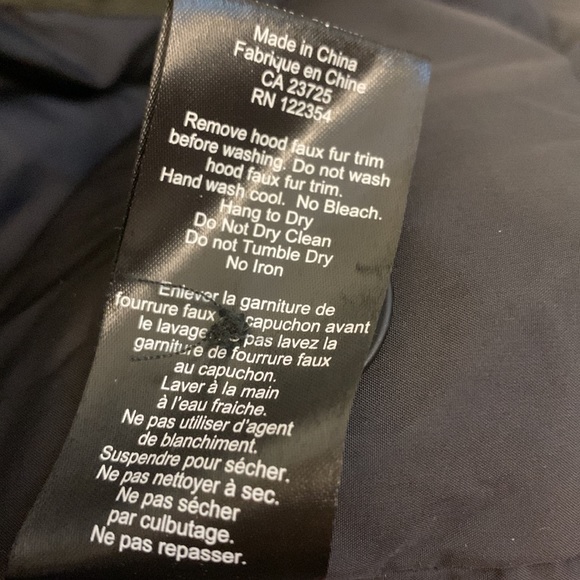 Made in China
Fabrique en Chine
CA 23725
RN 122354
Remove hood faux fur trim
before washing. Do not wash
hood faux fur trim.
Hand wash cool. No Bleach.
Hang to Dry
Do Not Dry Clean
Do not Tumble Dry
No Iron
Enlever la garniture de
fourrure faux capuchon avant
le lavage pas lavez la
garniture de fourrure faux
au capuchon.
Laver à la main
à l'eau fraiche.
Ne pas utiliser d'agent
de blanchiment.
Suspendre pour sécher.
Ne pas nettoyer à sec.
Ne pas sécher
par culbutage.
Ne pas repasser.